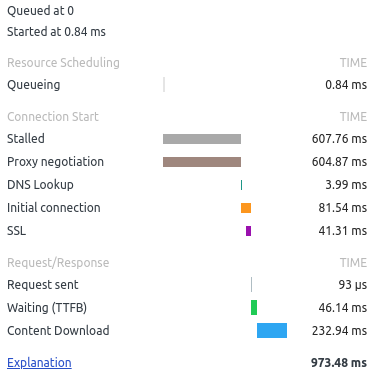 Queued at 0
Started at 0.84 ms
Resource Scheduling TIME
Queueing 0.84 ms
Connection Start TIME
Stalled 607.76 ms
Proxy negotiation 604.87 ms
DNS Lookup 3.99 ms
Initial connection 81.54 ms
SSL 41.31 ms
Request/Response TIME
Request sent 93 µs
Waiting (TTFB) 46.14 ms
Content Download 232.94 ms
Explanation 973.48 ms